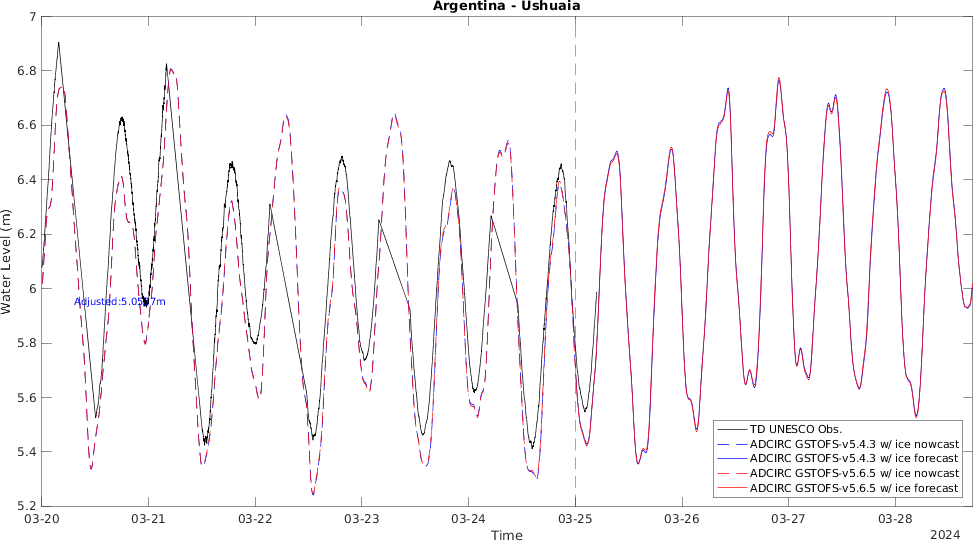 Argentina - Ushuaia
7
6.8
6.6
6.4
6.2
6
5.8
5.6
5.4
5.2
Water Level (m)
03-20 03-21 03-22 03-23 03-24 03-25 03-26 03-27 03-28
Time
2024
TD UNESCO Obs.
ADCIRC GSTOFS-v5.4.3 w/ ice nowcast
ADCIRC GSTOFS-v5.4.3 w/ ice forecast
ADCIRC GSTOFS-v5.6.5 w/ ice nowcast
ADCIRC GSTOFS-v5.6.5 w/ ice forecast